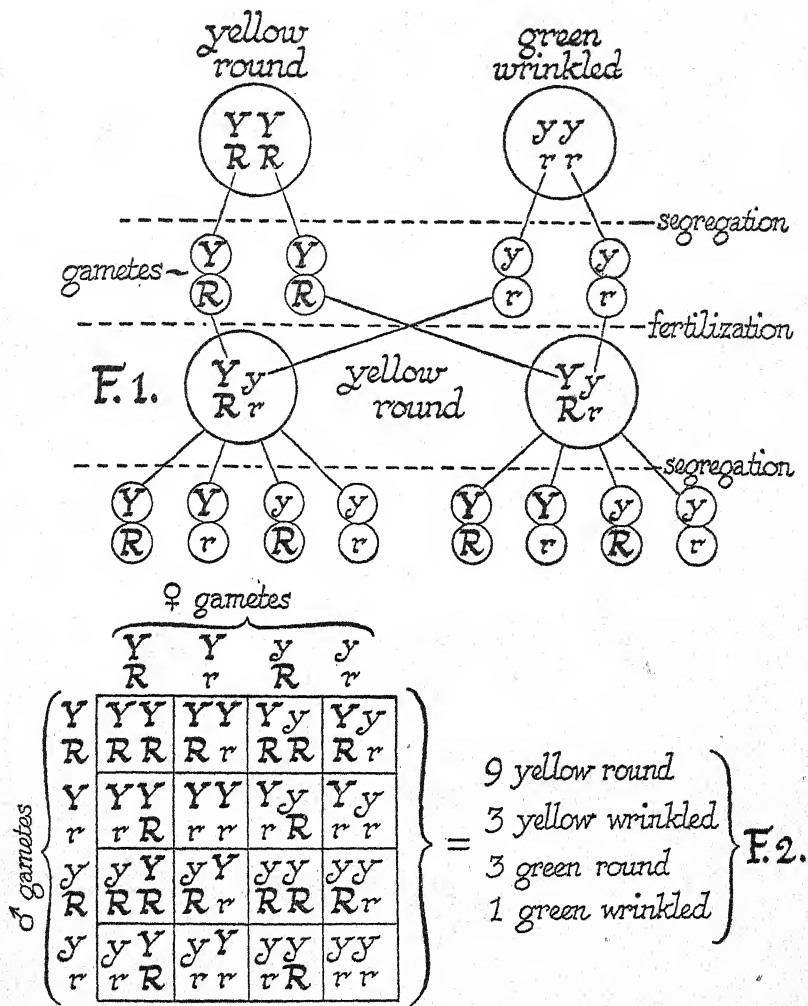 yellow round
green wrinkled
YY yy
RR rr
segregation
gametes Y Y y y
R R r r
fertilization
F.1. Yy yellow round Yy
Rr Rr
segregation
Y Y y y Y Y y y
R r R r R r R r
♀ gametes
Y Y y y
R r R r
♂ gametes
Y YY YY Yy Yy
R RR Rr RR Rr
Y YY YY Yy Yy
r rR rr rR rr
y yY yY yy yy
R RR Rr RR Rr
y yY yY yy yy
r rR rr rR rr
=
9 yellow round
3 yellow wrinkled
3 green round
1 green wrinkled
F.2.